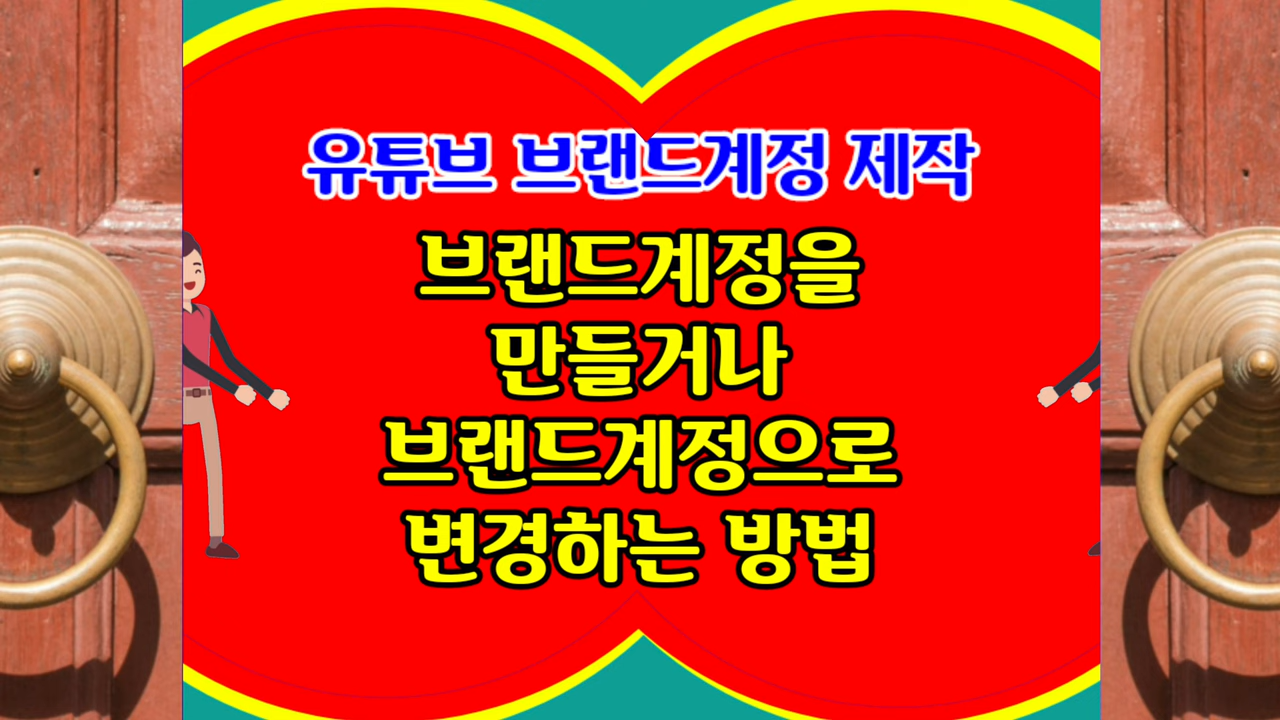 유튜브 브랜드계정 제작
브랜드계정을
만들거나
브랜드계정으로
변경하는 방법